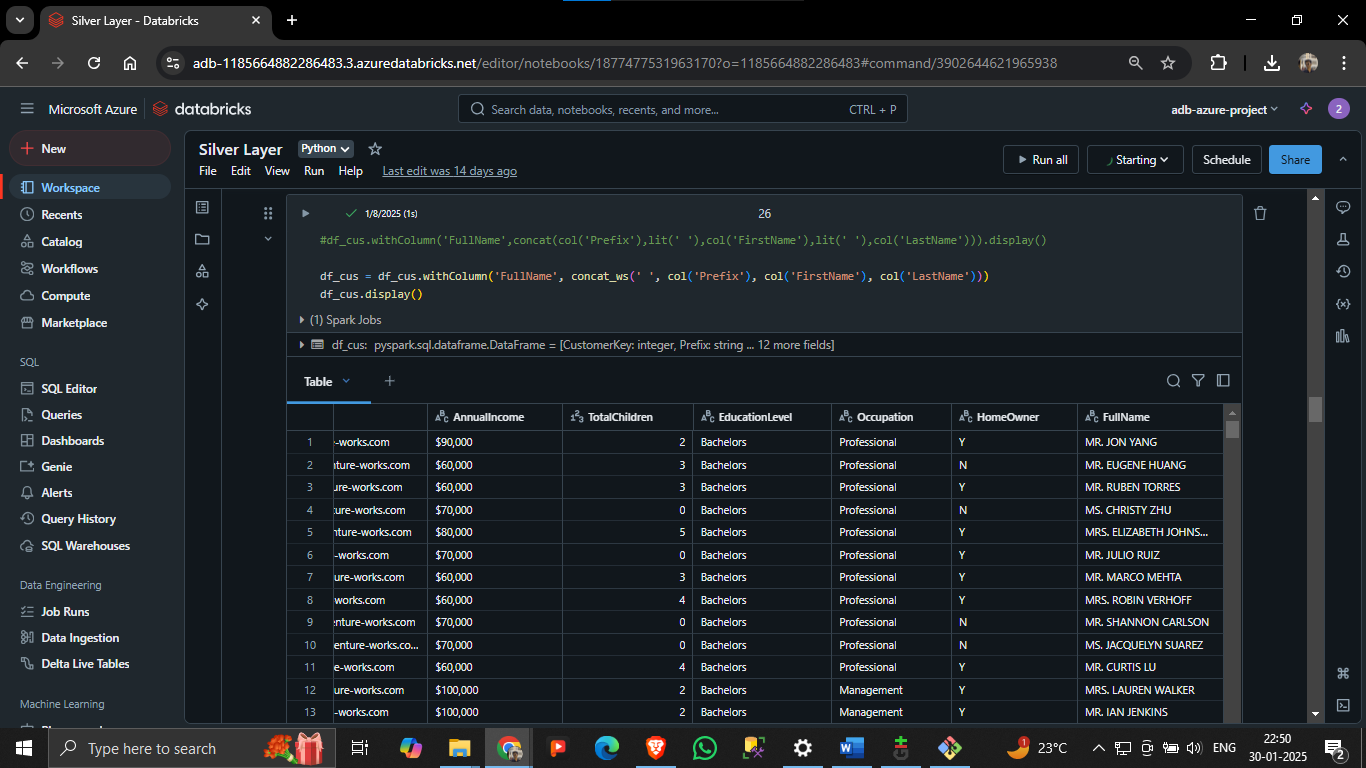 Silver Layer - Databricks
adb-1185664882286483.3.azuredatabricks.net/editor/notebooks/1877477531963170?o=1185664882286483#command/3902644621965938
Microsoft Azure databricks
Search data, notebooks, recents, and more... CTRL + P
adb-azure-project 2
New
Workspace
Recents
Catalog
Workflows
Compute
Marketplace
SQL
SQL Editor
Queries
Dashboards
Genie
Alerts
Query History
SQL Warehouses
Data Engineering
Job Runs
Data Ingestion
Delta Live Tables
Machine Learning
Silver Layer Python
File Edit View Run Help Last edit was 14 days ago
Run all Starting Schedule Share
1/8/2025 (1s) 26
#df_cus.withColumn('FullName',concat(col('Prefix'),lit(' '),col('FirstName'),lit(' '),col('LastName'))).display()
df_cus = df_cus.withColumn('FullName', concat_ws(' ', col('Prefix'), col('FirstName'), col('LastName')))
df_cus.display()
(1) Spark Jobs
df_cus: pyspark.sql.dataframe.DataFrame = [CustomerKey: integer, Prefix: string ... 12 more fields]
Table
AnnualIncome TotalChildren EducationLevel Occupation HomeOwner FullName
1 -works.com $90,000 2 Bachelors Professional Y MR. JON YANG
2 ture-works.com $60,000 3 Bachelors Professional N MR. EUGENE HUANG
3 ure-works.com $60,000 3 Bachelors Professional Y MR. RUBEN TORRES
4 ure-works.com $70,000 0 Bachelors Professional N MS. CHRISTY ZHU
5 nture-works.com $80,000 5 Bachelors Professional Y MRS. ELIZABETH JOHNS...
6 -works.com $70,000 0 Bachelors Professional Y MR. JULIO RUIZ
7 ure-works.com $60,000 3 Bachelors Professional Y MR. MARCO MEHTA
8 works.com $60,000 4 Bachelors Professional Y MRS. ROBIN VERHOFF
9 enture-works.com $70,000 0 Bachelors Professional N MR. SHANNON CARLSON
10 enture-works.co... $70,000 0 Bachelors Professional N MS. JACQUELYN SUAREZ
11 e-works.com $60,000 4 Bachelors Professional Y MR. CURTIS LU
12 ure-works.com $100,000 2 Bachelors Management Y MRS. LAUREN WALKER
13 -works.com $100,000 2 Bachelors Management Y MR. IAN JENKINS
Type here to search
1 23°C ENG
22:50
30-01-2025
2